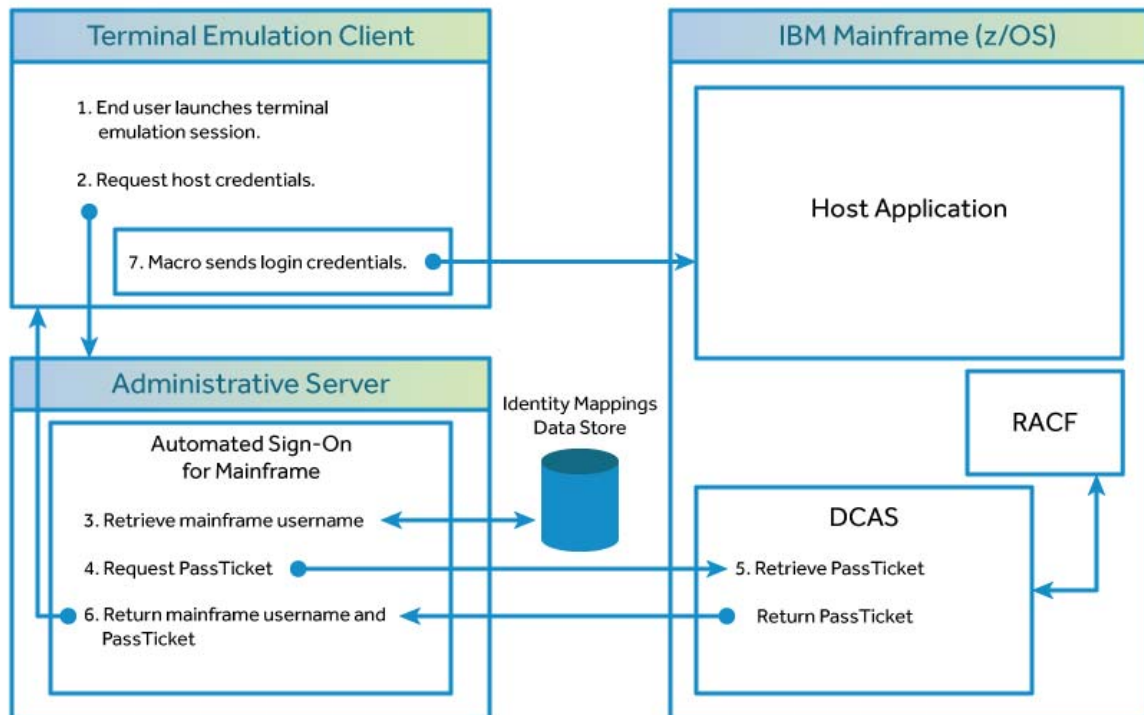 Terminal Emulation Client
1. End user launches terminal
emulation session.
2. Request host credentials.
7. Macro sends login credentials.
IBM Mainframe (z/OS)
Host Application
Administrative Server
Automated Sign-On
for Mainframe
3. Retrieve mainframe username
4. Request PassTicket
6. Return mainframe username and
PassTicket
Identity Mappings
Data Store
RACF
DCAS
5. Retrieve PassTicket
Return PassTicket